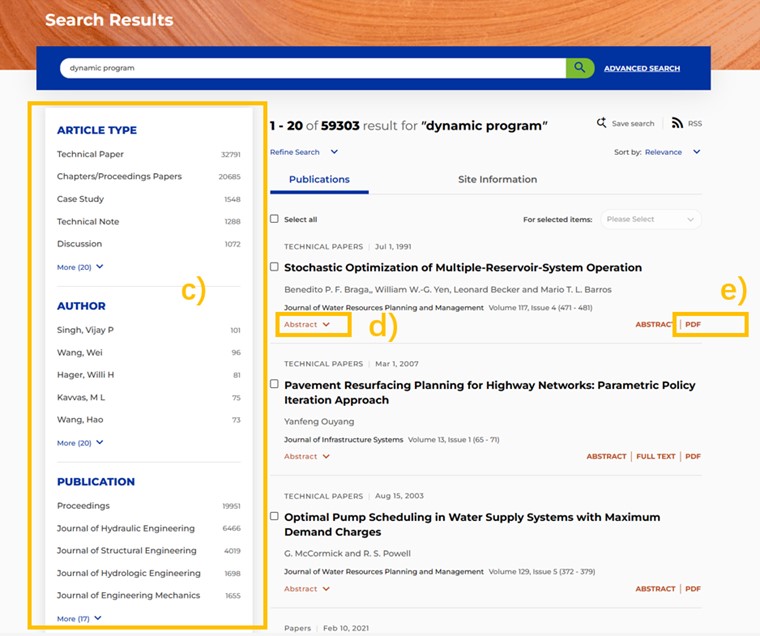 Search Results
dynamic program
ADVANCED SEARCH
ARTICLE TYPE
Technical Paper 32791
Chapters/Proceedings Papers 20685
Case Study 1548
Technical Note 1288
Discussion 1072
More (20)
c)
AUTHOR
Singh, Vijay P 101
Wang, Wei 96
Hager, Willi H 81
Kavvas, M L 75
Wang, Hao 73
More (20)
PUBLICATION
Proceedings 19951
Journal of Hydraulic Engineering 6466
Journal of Structural Engineering 4019
Journal of Hydrologic Engineering 1698
Journal of Engineering Mechanics 1655
More (17)
1 - 20 of 59303 result for "dynamic program"
Save search RSS
Refine Search
Sort by: Relevance
Publications Site Information
Select all
For selected items: Please Select
TECHNICAL PAPERS | Jul 1, 1991
Stochastic Optimization of Multiple-Reservoir-System Operation
e)
Benedito P. F. Braga,, William W.-G. Yen, Leonard Becker and Mario T. L. Barros
Journal of Water Resources Planning and Management Volume 117, Issue 4 (471 - 481)
Abstract d) ABSTRACT | PDF
TECHNICAL PAPERS | Mar 1, 2007
Pavement Resurfacing Planning for Highway Networks: Parametric Policy
Iteration Approach
Yanfeng Ouyang
Journal of Infrastructure Systems Volume 13, Issue 1 (65 - 71)
Abstract ABSTRACT | FULL TEXT | PDF
TECHNICAL PAPERS | Aug 15, 2003
Optimal Pump Scheduling in Water Supply Systems with Maximum
Demand Charges
G. McCormick and R. S. Powell
Journal of Water Resources Planning and Management Volume 129, Issue 5 (372 - 379)
Abstract ABSTRACT | PDF
Papers | Feb 10, 2021